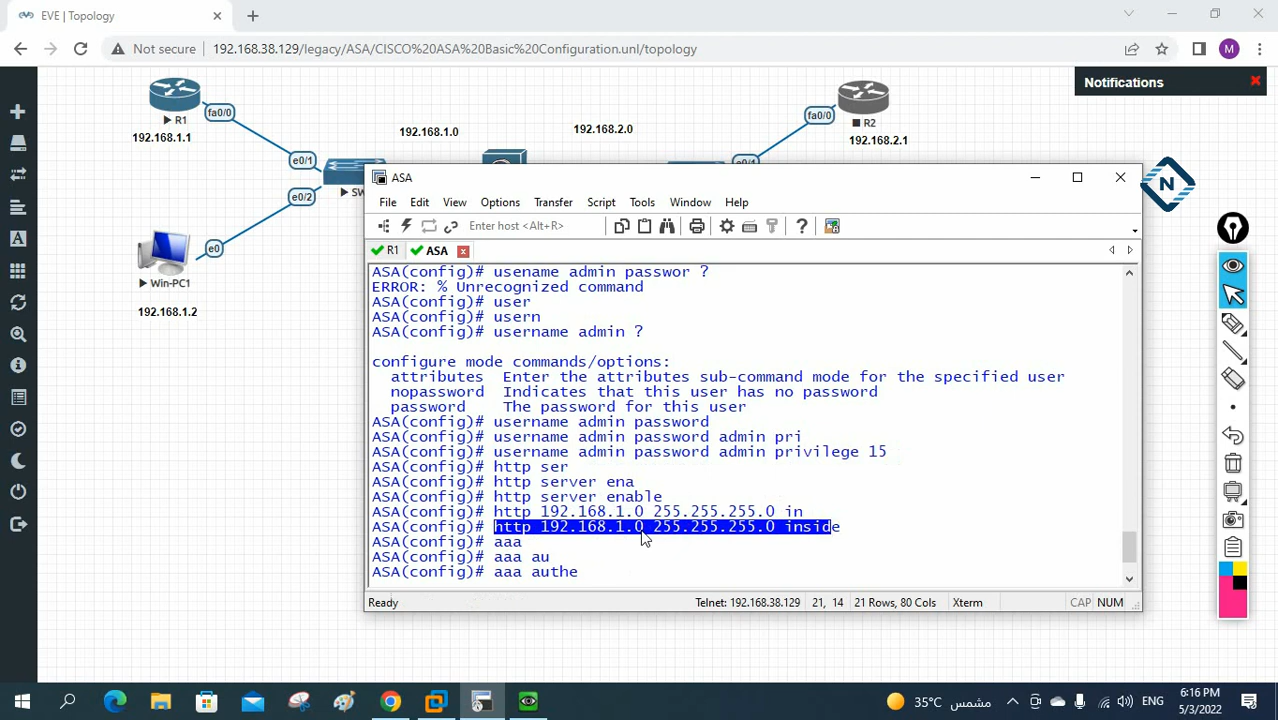 EVE | Topology
Not secure 192.168.38.129/legacy/ASA/CISCO%20ASA%20Basic%20Configuration.unl/topology
M
Notifications
R1
fa0/0
192.168.1.1
192.168.1.0
192.168.2.0
fa0/0
R2
192.168.2.1
e0/1
e0/1
SW
e0/2
e0
Win-PC1
192.168.1.2
N
ASA
File Edit View Options Transfer Script Tools Window Help
Enter host <Alt+R>
R1 ASA
ASA(config)# usename admin passwor ?
ERROR: % Unrecognized command
ASA(config)# user
ASA(config)# usern
ASA(config)# username admin ?
configure mode commands/options:
attributes Enter the attributes sub-command mode for the specified user
nopassword Indicates that this user has no password
password The password for this user
ASA(config)# username admin password
ASA(config)# username admin password admin pri
ASA(config)# username admin password admin privilege 15
ASA(config)# http ser
ASA(config)# http server ena
ASA(config)# http server enable
ASA(config)# http 192.168.1.0 255.255.255.0 in
ASA(config)# http 192.168.1.0 255.255.255.0 inside
ASA(config)# aaa
ASA(config)# aaa au
ASA(config)# aaa authe
Ready Telnet: 192.168.38.129 21, 14 21 Rows, 80 Cols Xterm CAP NUM
35°C مشمس
ENG
6:16 PM
5/3/2022